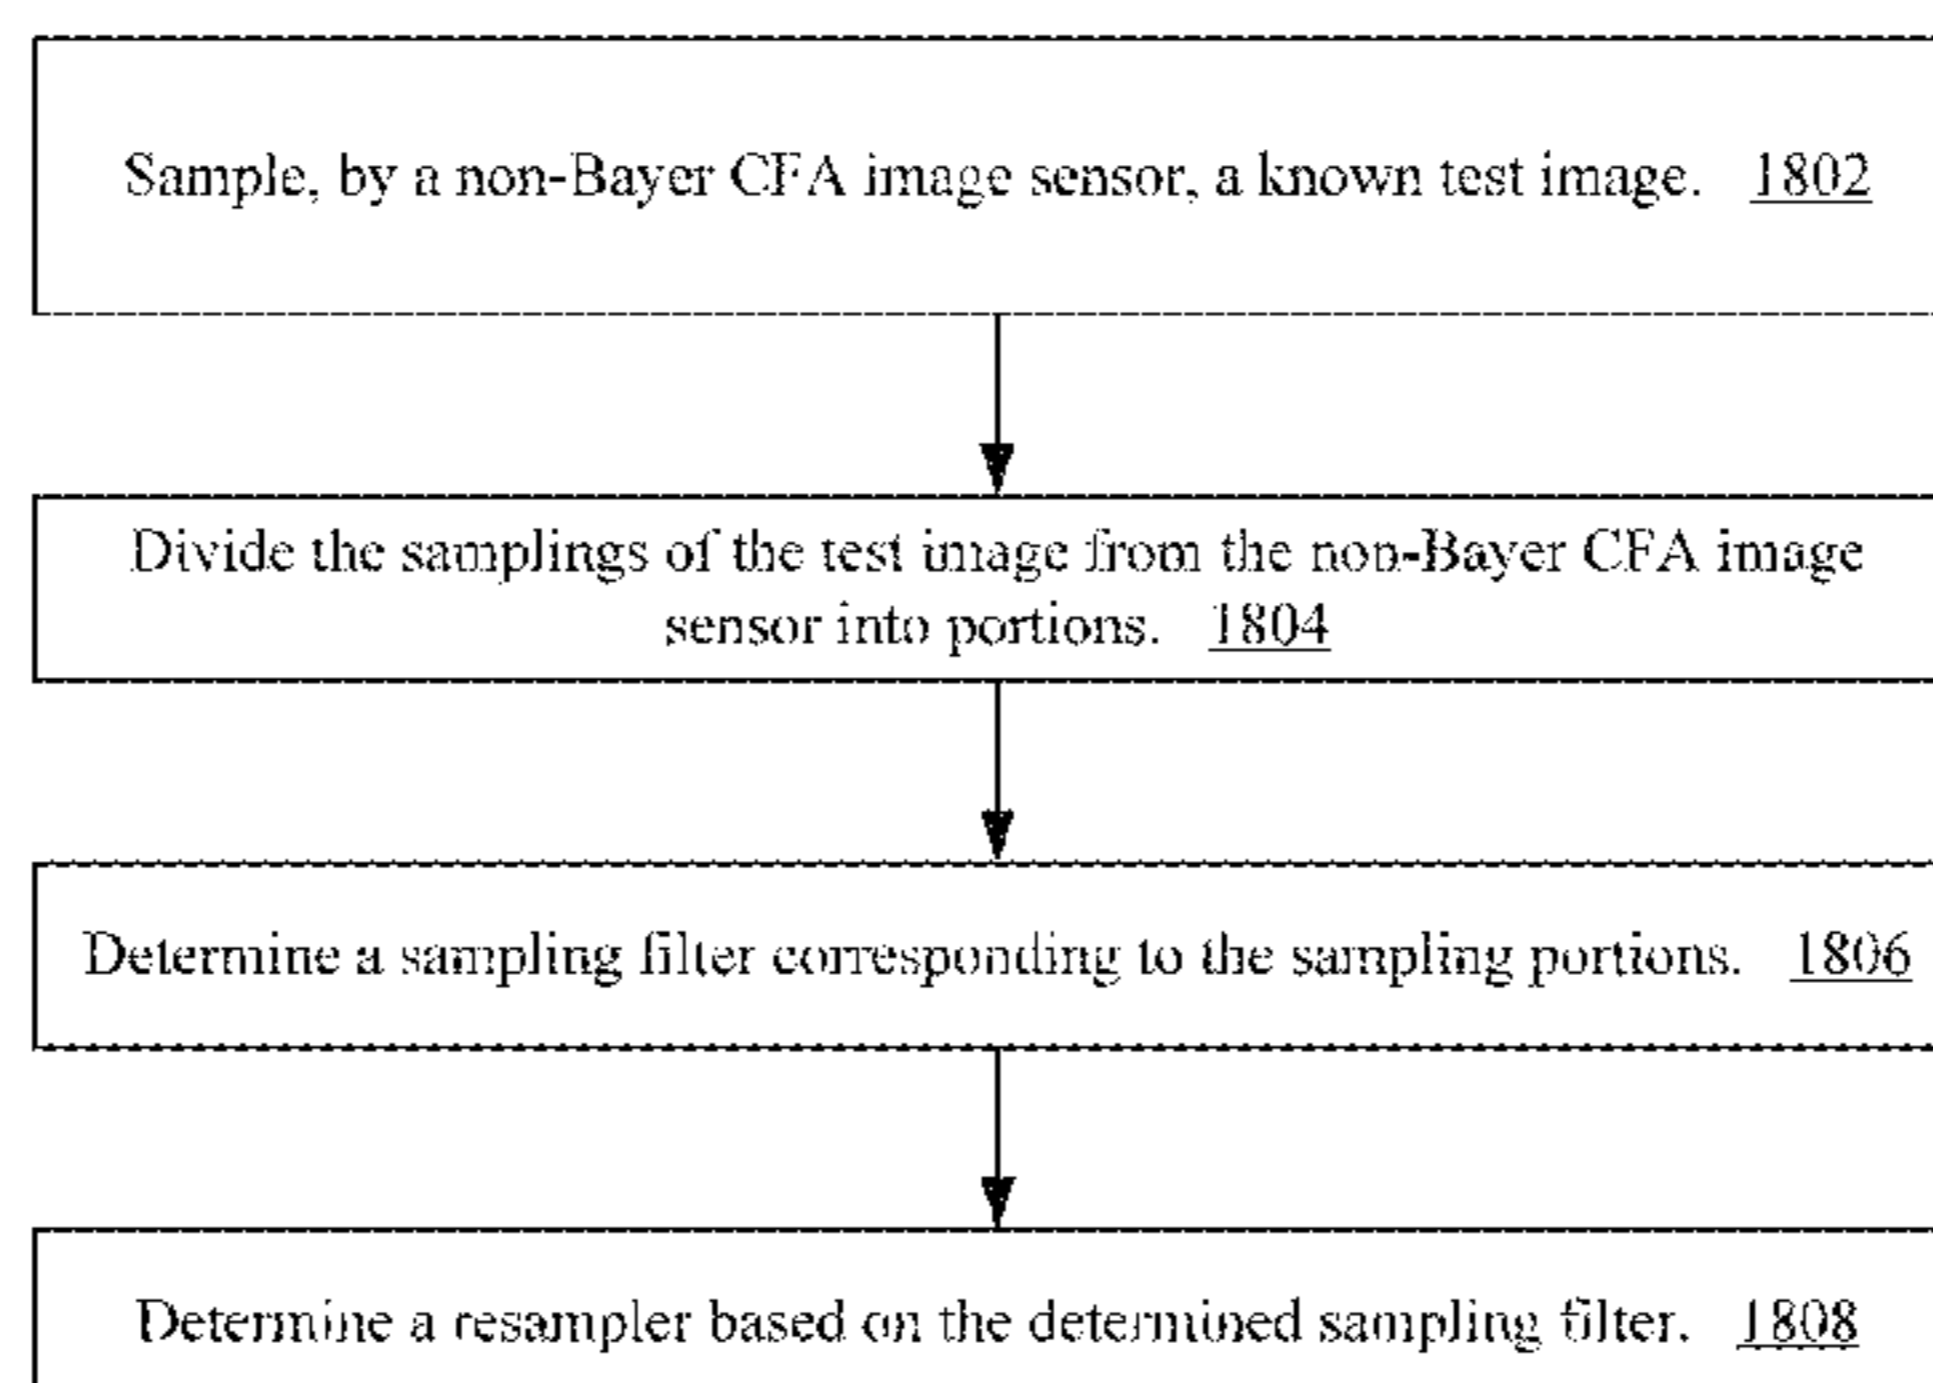 Sample, by a non-Bayer CFA image sensor, a known test image. 1802
Divide the samplings of the test image from the non-Bayer CFA image
sensor into portions. 1804
Determine a sampling filter corresponding to the sampling portions. 1806
Determine a resampler based on the determined sampling filter. 1808